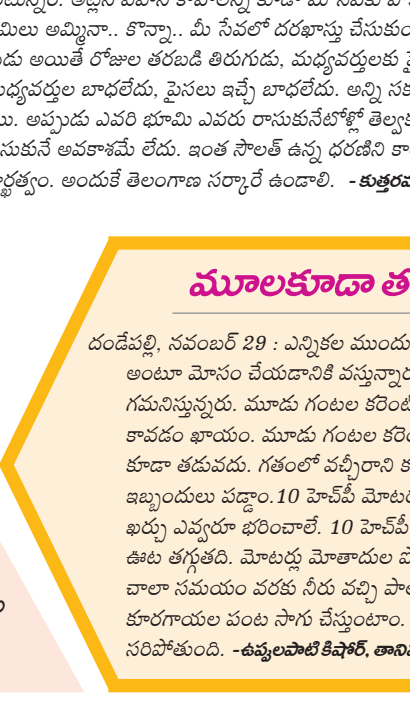 మీలు అమ్మినా.. కొన్నా.. మీ సేవలో దరఖాస్తు చేసుకుం
డు అయితే రోజుల తరబడి తిరుగుడు, మధ్యవర్తులకు
మధ్యవర్తుల బాధలేదు, పైసలు ఇచ్చే బాధలేదు. అన్ని సక
యి. అప్పుడు ఎవరి భూమి ఎవరు రాసుకునేటోళ్లో తెల్వక
సుకునే అవకాశమే లేదు. ఇంత సౌలత్ ఉన్న ధరణిని కా
ర్ఖత్వం. అందుకే తెలంగాణ సర్కారే ఉండాలి. -కుత్తరవ
మూలకూడా త
దండేపల్లి, నవంబర్ 29 : ఎన్నికల ముందు
అంటూ మోసం చేయడానికి వస్తున్నార
గమనిస్తున్నరు. మూడు గంటల కరెంట్
కావడం ఖాయం. మూడు గంటల కరె
కూడా తడువదు. గతంలో వచ్చీరాని క
ఇబ్బందులు పడ్డాం.10 హెచ్‌పీ మోటర
ఖర్చు ఎవ్వరూ భరించాలే. 10 హెచ్‌పీ
ఊట తగ్గుతది. మోటర్లు మోతాదుల
చాలా సమయం వరకు నీరు వచ్చి పొల
కూరగాయల పంట సాగు చేస్తుంటాం.
సరిపోతుంది. -ఉప్పలపాటి కిషోర్, తాని